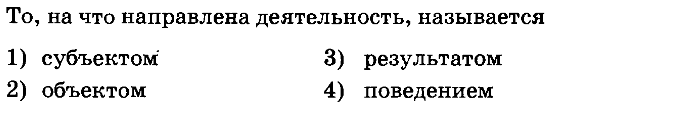 То, на что направлена деятельность, называется
1) субъектом 3) результатом
2) объектом 4) поведением